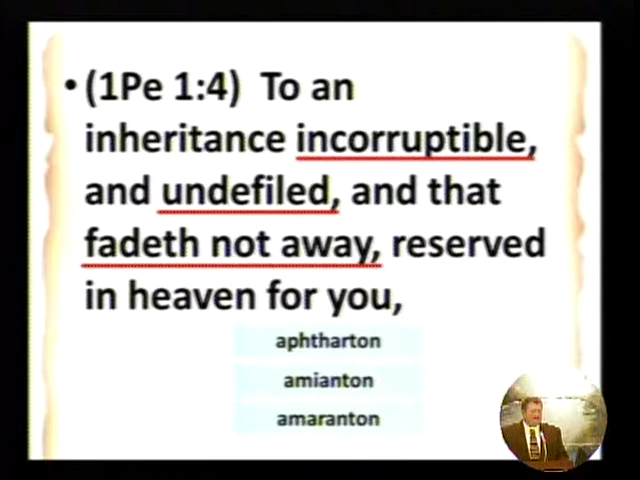 • (1Pe 1:4) To an
inheritance incorruptible,
and undefiled, and that
fadeth not away, reserved
in heaven for you,
aphtharton
amianton
amaranton